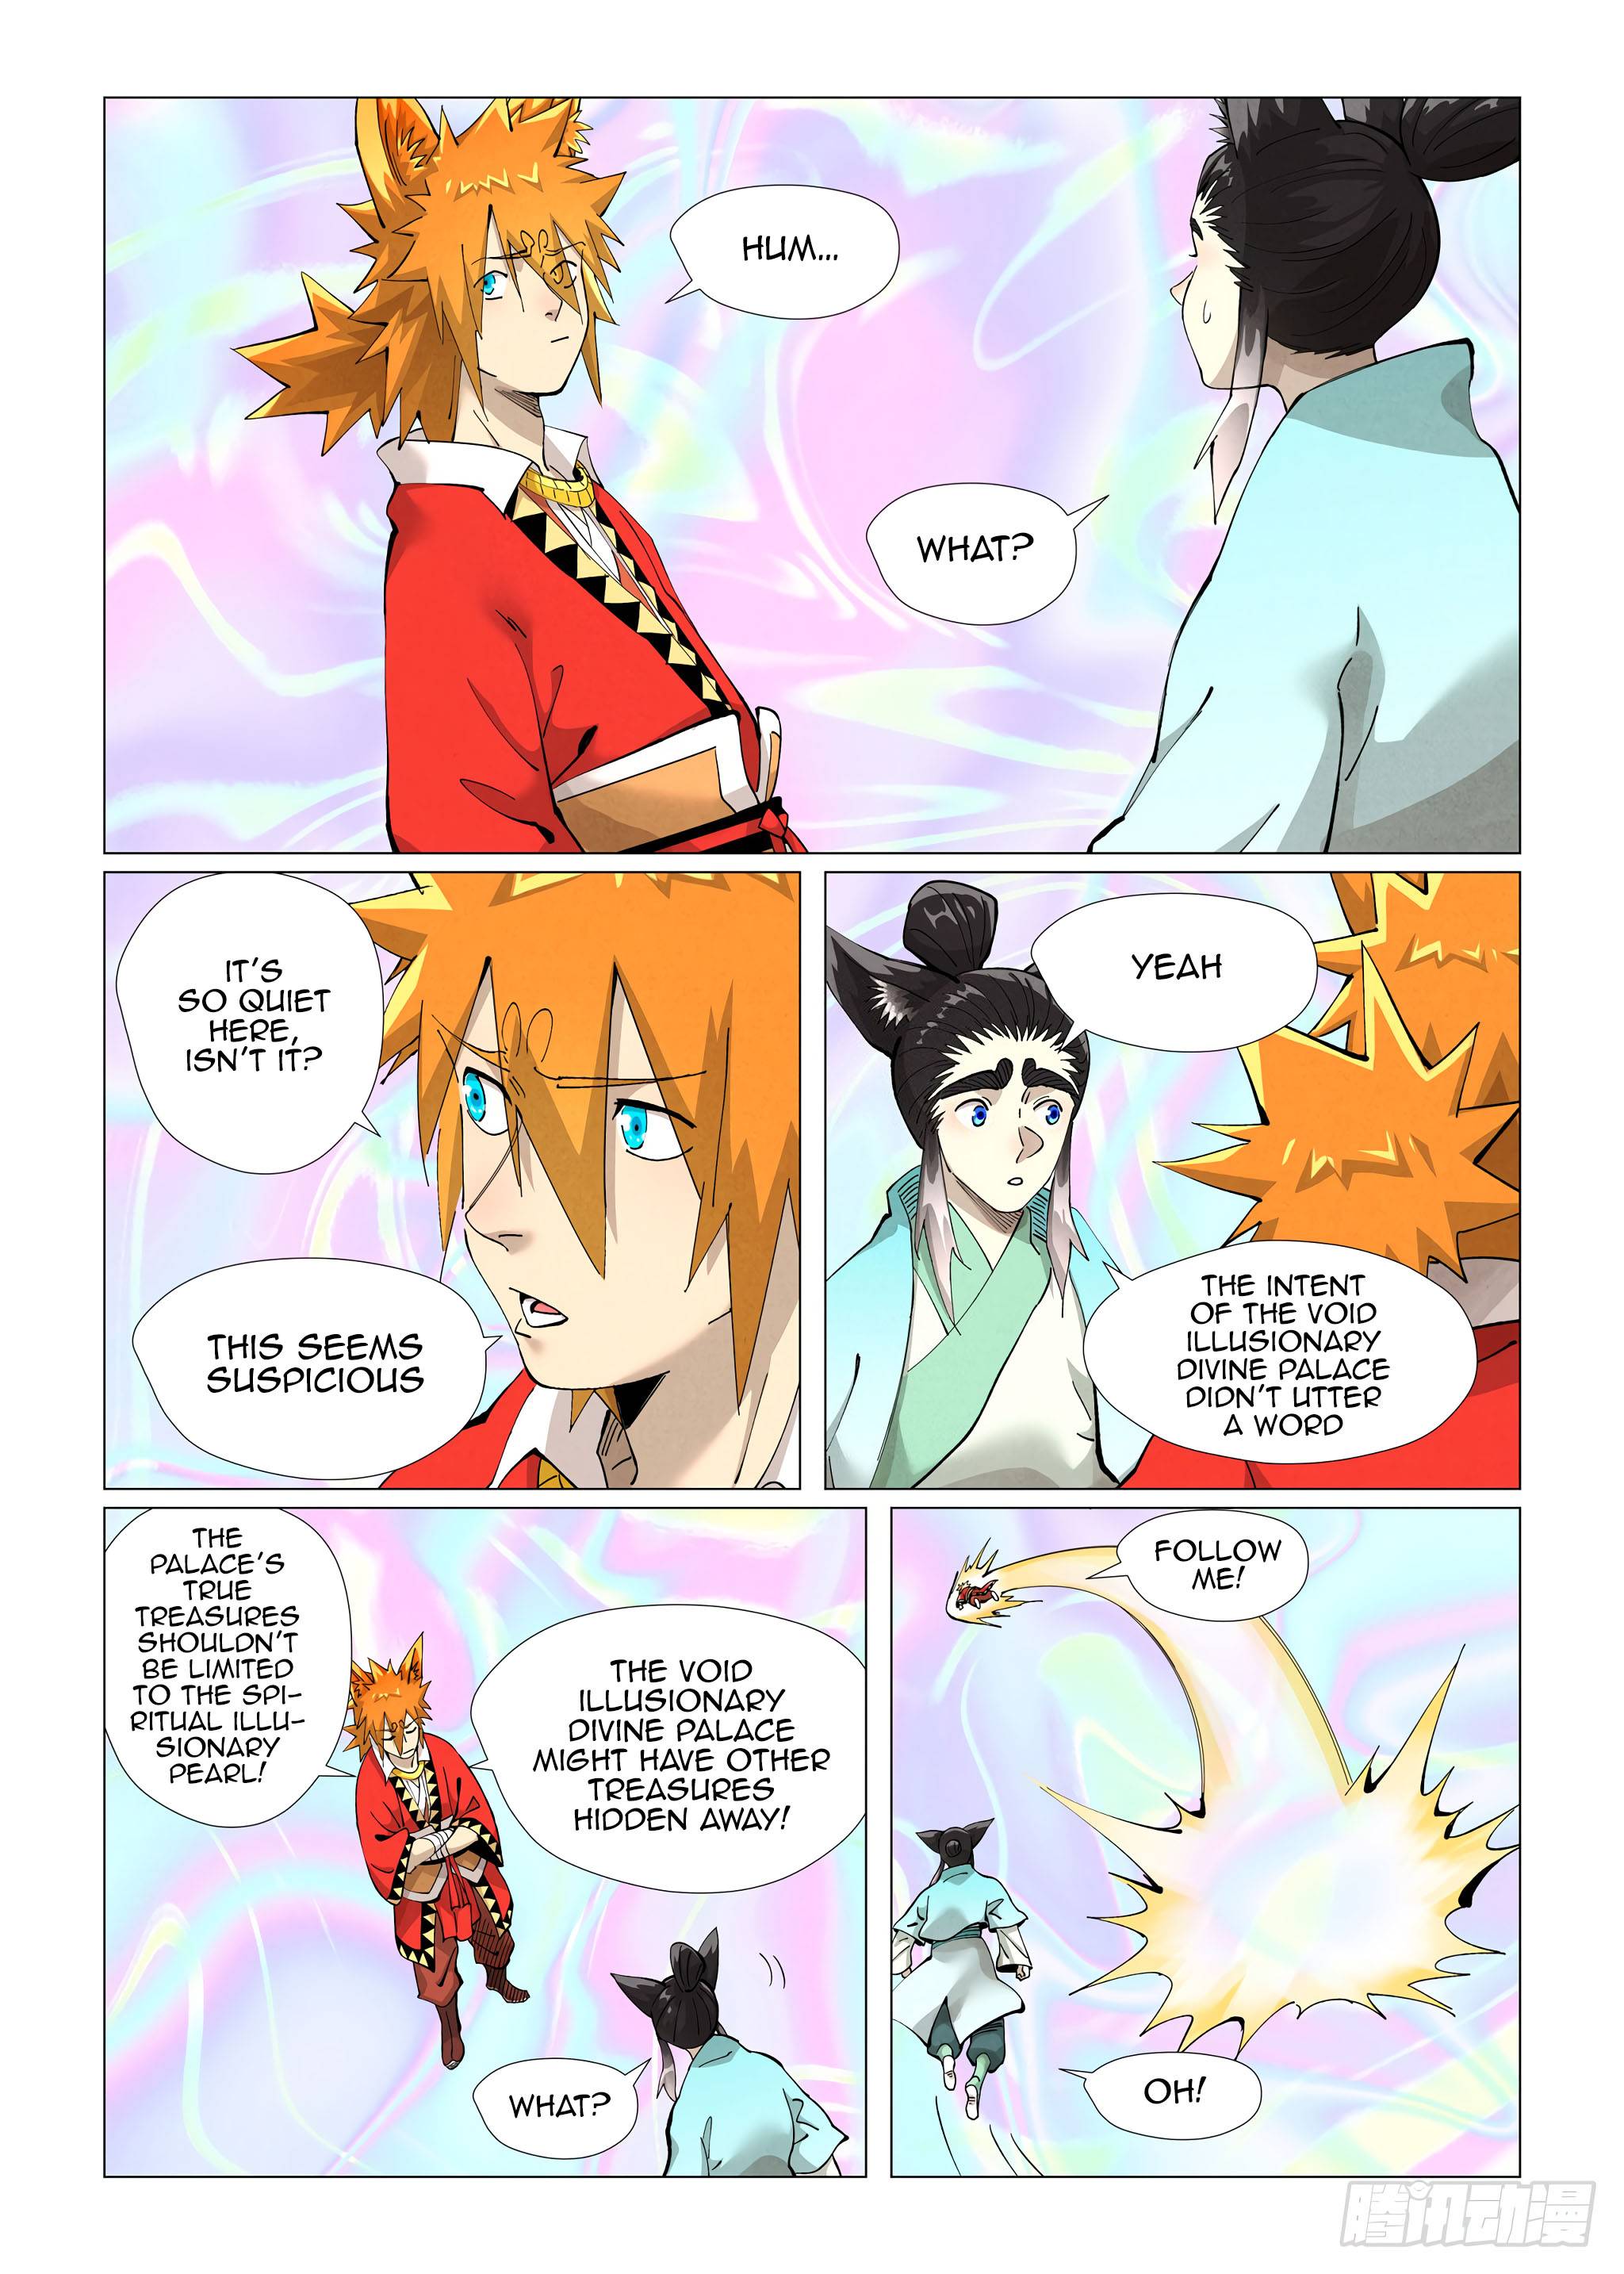 HUM...
WHAT?
IT'S
SO QUIET
HERE,
ISN'T IT?
THIS SEEMS
SUSPICIOUS
YEAH
THE INTENT
OF THE VOID
ILLUSIONARY
DIVINE PALACE
DIDN'T UTTER
A WORD
THE
PALACE'S
TRUE
TREASURES
SHOULDN'T
BE LIMITED
TO THE SPI-
RITUAL ILLU-
SIONARY
PEARL!
THE VOID
ILLUSIONARY
DIVINE PALACE
MIGHT HAVE OTHER
TREASURES
HIDDEN AWAY!
WHAT?
FOLLOW
ME!
OH!
腾讯动漫